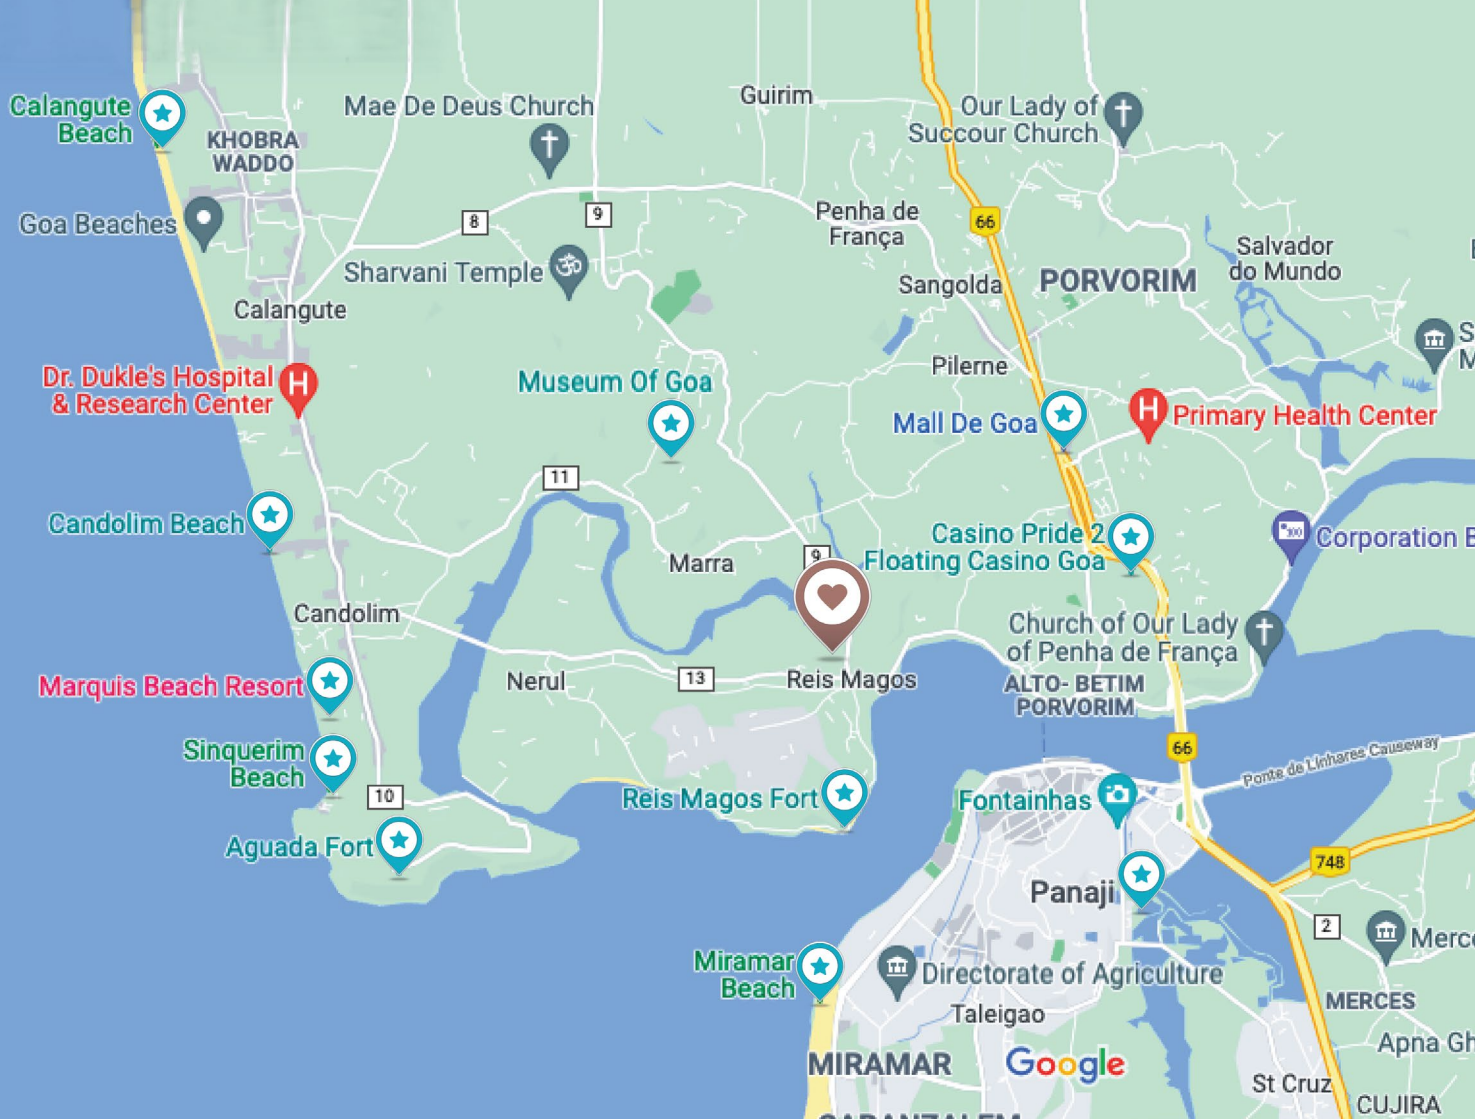 Calangute
Beach
KHOBRA
WADDO
Mae De Deus Church
Guirim
Our Lady of
Succour Church
Goa Beaches
8
9
Penha de
França
66
Salvador
do Mundo
Sharvani Temple
ॐ
Sangolda
PORVORIM
Calangute
S
M
Pilerne
Dr. Dukle's Hospital
& Research Center
H
Museum Of Goa
Mall De Goa
H
Primary Health Center
11
Candolim Beach
Marra
9
Casino Pride 2
Floating Casino Goa
Corporation B
Candolim
Church of Our Lady
of Penha de França
Marquis Beach Resort
Nerul
13
Reis Magos
ALTO- BETIM
PORVORIM
Sinquerim
Beach
66
Ponte de Linhares Causeway
10
Reis Magos Fort
Fontainhas
Aguada Fort
748
Panaji
2
Merce
Miramar
Beach
Directorate of Agriculture
MERCES
Taleigao
Apna Gh
MIRAMAR
Google
St Cruz
CUJIRA